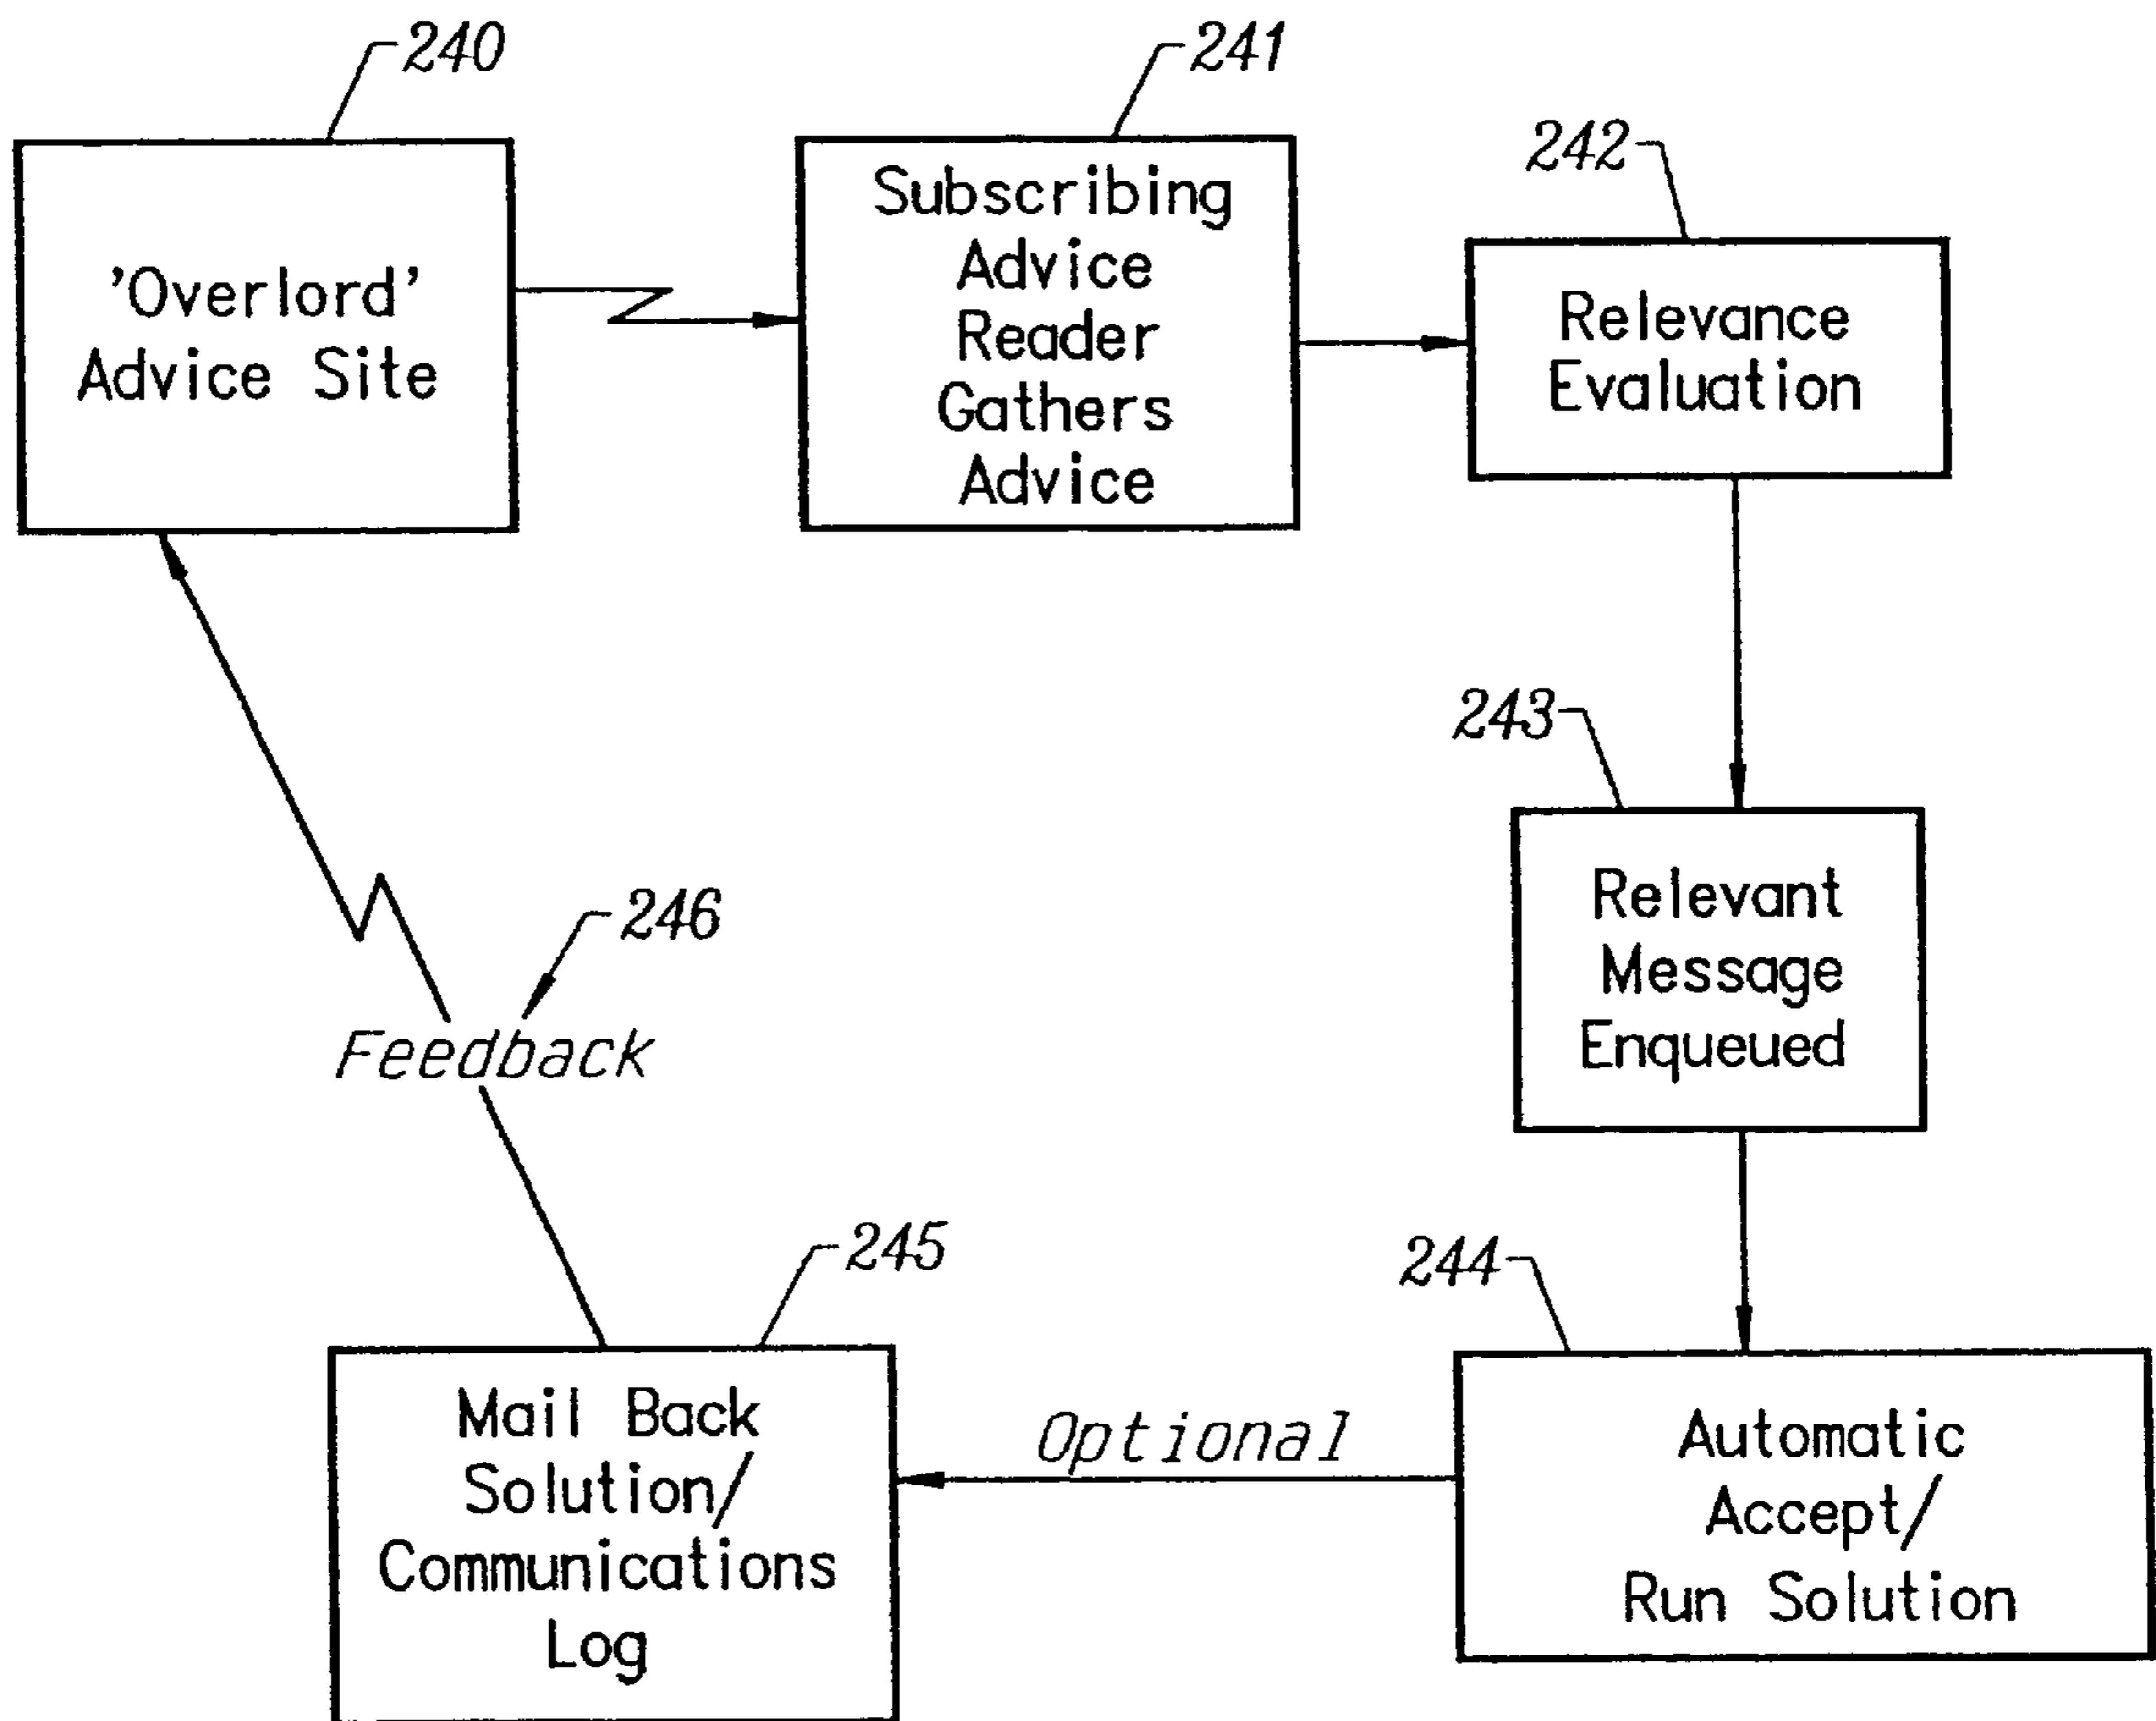 240
'Overlord'
Advice Site
241
Subscribing
Advice
Reader
Gathers
Advice
242
Relevance
Evaluation
243
Relevant
Message
Enqueued
244
Automatic
Accept/
Run Solution
Optional
245
Mail Back
Solution/
Communications
Log
246
Feedback